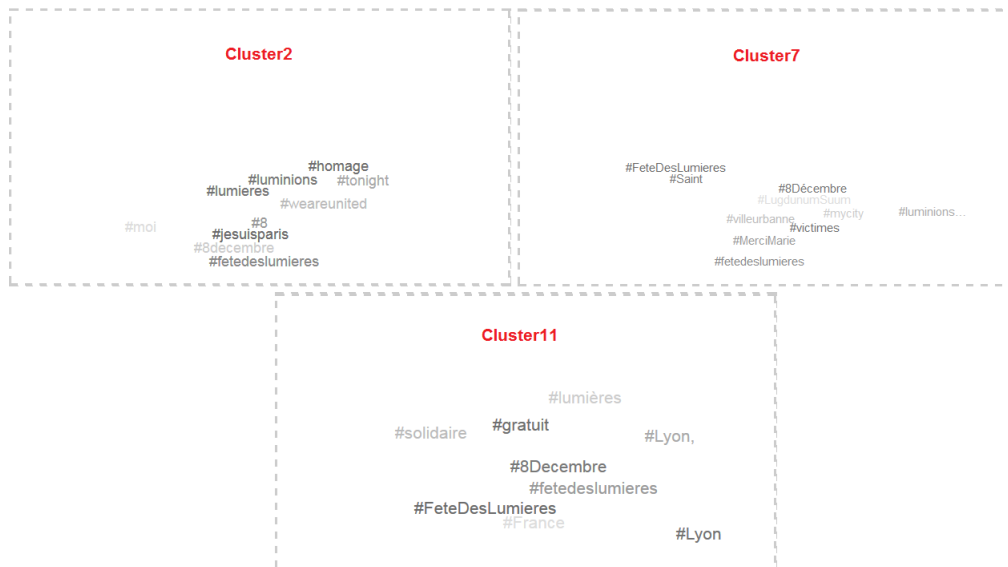 Cluster2
#homage
#luminions
#tonight
#lumieres
#weareunited
#8
#moi
#jesuisparis
#8decembre
#fetedeslumieres
Cluster7
#FeteDesLumieres
#Saint
#8Décembre
#LugdunumSuum
#luminions...
#mycity
#villeurbanne
#victimes
#MerciMarie
#fetedeslumieres
Cluster11
#lumières
#gratuit
#solidaire
#Lyon,
#8Decembre
#fetedeslumieres
#FeteDesLumieres
#France
#Lyon